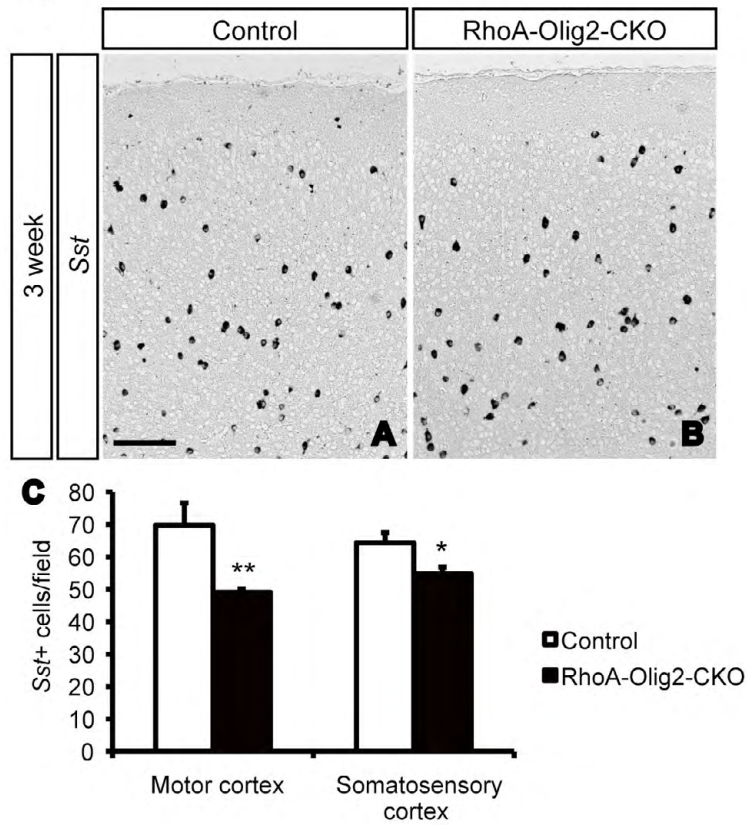 Control
RhoA-Olig2-CKO
3 week
Sst
A
B
C
80
70
60
50
40
30
20
10
0
Sst+ cells/field
**
*
Motor cortex
Somatosensory
cortex
Control
RhoA-Olig2-CKO